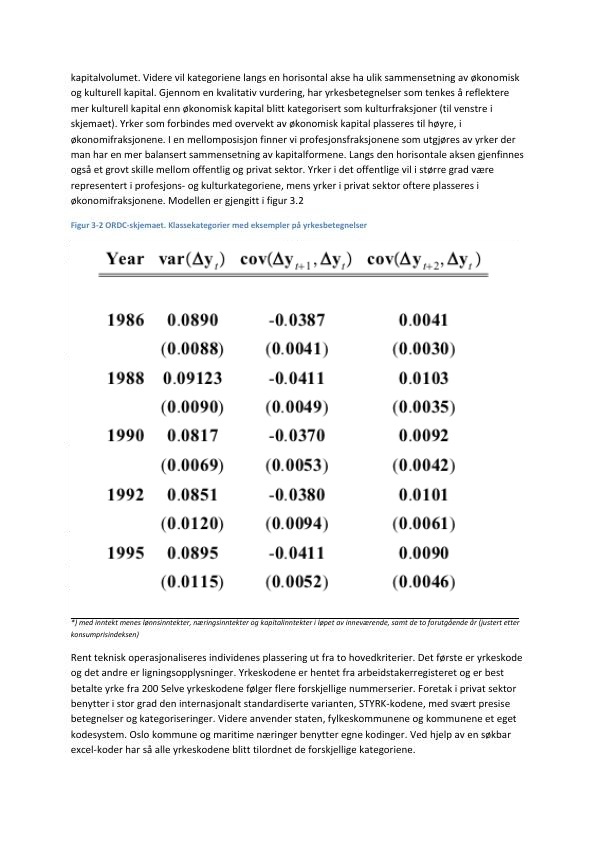 kapitalvolumet. Videre vil kategoriene langs en horisontal akse ha ulik sammensetning av økonomisk
og kulturell kapital. Gjennom en kvalitativ vurdering, har yrkesbetegnelser som tenkes å reflektere
mer kulturell kapital enn økonomisk kapital blitt kategorisert som kulturfraksjoner (til venstre i
skjemaet). Yrker som forbindes med overvekt av økonomisk kapital plasseres til høyre, i
økonomifraksjonene. I en mellomposisjon finner vi profesjonsfraksjonene som utgjøres av yrker der
man har en mer balansert sammensetning av kapitalformene. Langs den horisontale aksen gjenfinnes
også et grovt skille mellom offentlig og privat sektor. Yrker i det offentlige vil i større grad være
representert i profesjons- og kulturkategoriene, mens yrker i privat sektor oftere plasseres i
økonomifraksjonene. Modellen er gjengitt i figur 3.2
Figur 3-2 ORDC-skjemaet. Klassekategorier med eksempler på yrkesbetegnelser
Year var(Δy_t) cov(Δy_{t+1}, Δy_t) cov(Δy_{t+2}, Δy_t)
1986 0.0890 -0.0387 0.0041
(0.0088) (0.0041) (0.0030)
1988 0.09123 -0.0411 0.0103
(0.0090) (0.0049) (0.0035)
1990 0.0817 -0.0370 0.0092
(0.0069) (0.0053) (0.0042)
1992 0.0851 -0.0380 0.0101
(0.0120) (0.0094) (0.0061)
1995 0.0895 -0.0411 0.0090
(0.0115) (0.0052) (0.0046)
*) med inntekt menes lønnsinntekter, næringsinntekter og kapitalinntekter i løpet av inneværende, samt de to forutgående år (justert etter
konsumprisindeksen)
Rent teknisk operasjonaliseres individenes plassering ut fra to hovedkriterier. Det første er yrkeskode
og det andre er ligningsopplysninger. Yrkeskodene er hentet fra arbeidstakerregisteret og er best
betalte yrke fra 200 Selve yrkeskodene følger flere forskjellige nummerserier. Foretak i privat sektor
benytter i stor grad den internasjonalt standardiserte varianten, STYRK-kodene, med svært presise
betegnelser og kategoriseringer. Videre anvender staten, fylkeskommunene og kommunene et eget
kodesystem. Oslo kommune og maritime næringer benytter egne kodinger. Ved hjelp av en søkbar
excel-koder har så alle yrkeskodene blitt tilordnet de forskjellige kategoriene.